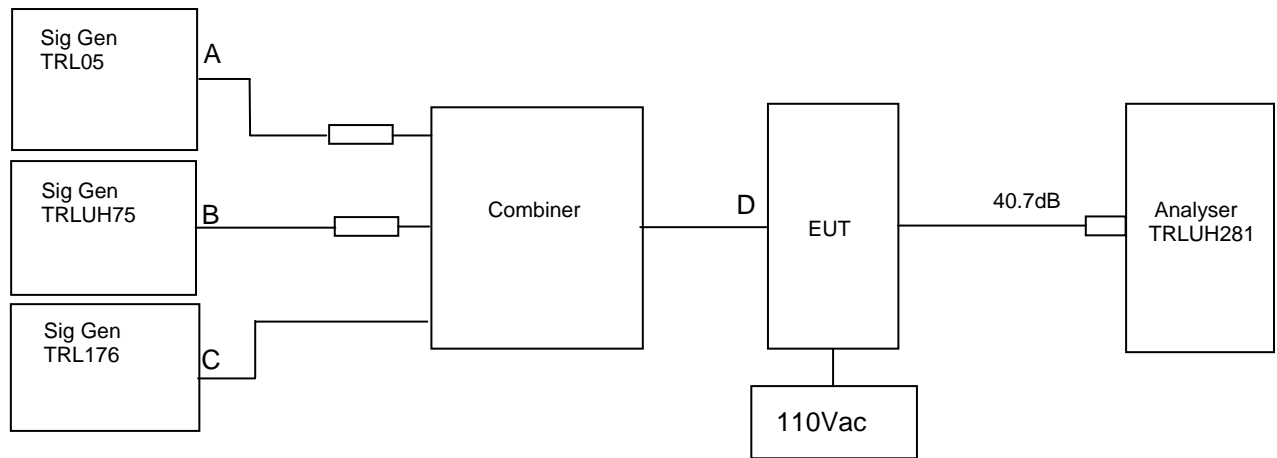 Sig Gen
TRL05
A
Sig Gen
TRLUH75
B
Sig Gen
TRL176
C
Combiner
D
EUT
110Vac
40.7dB
Analyser
TRLUH281